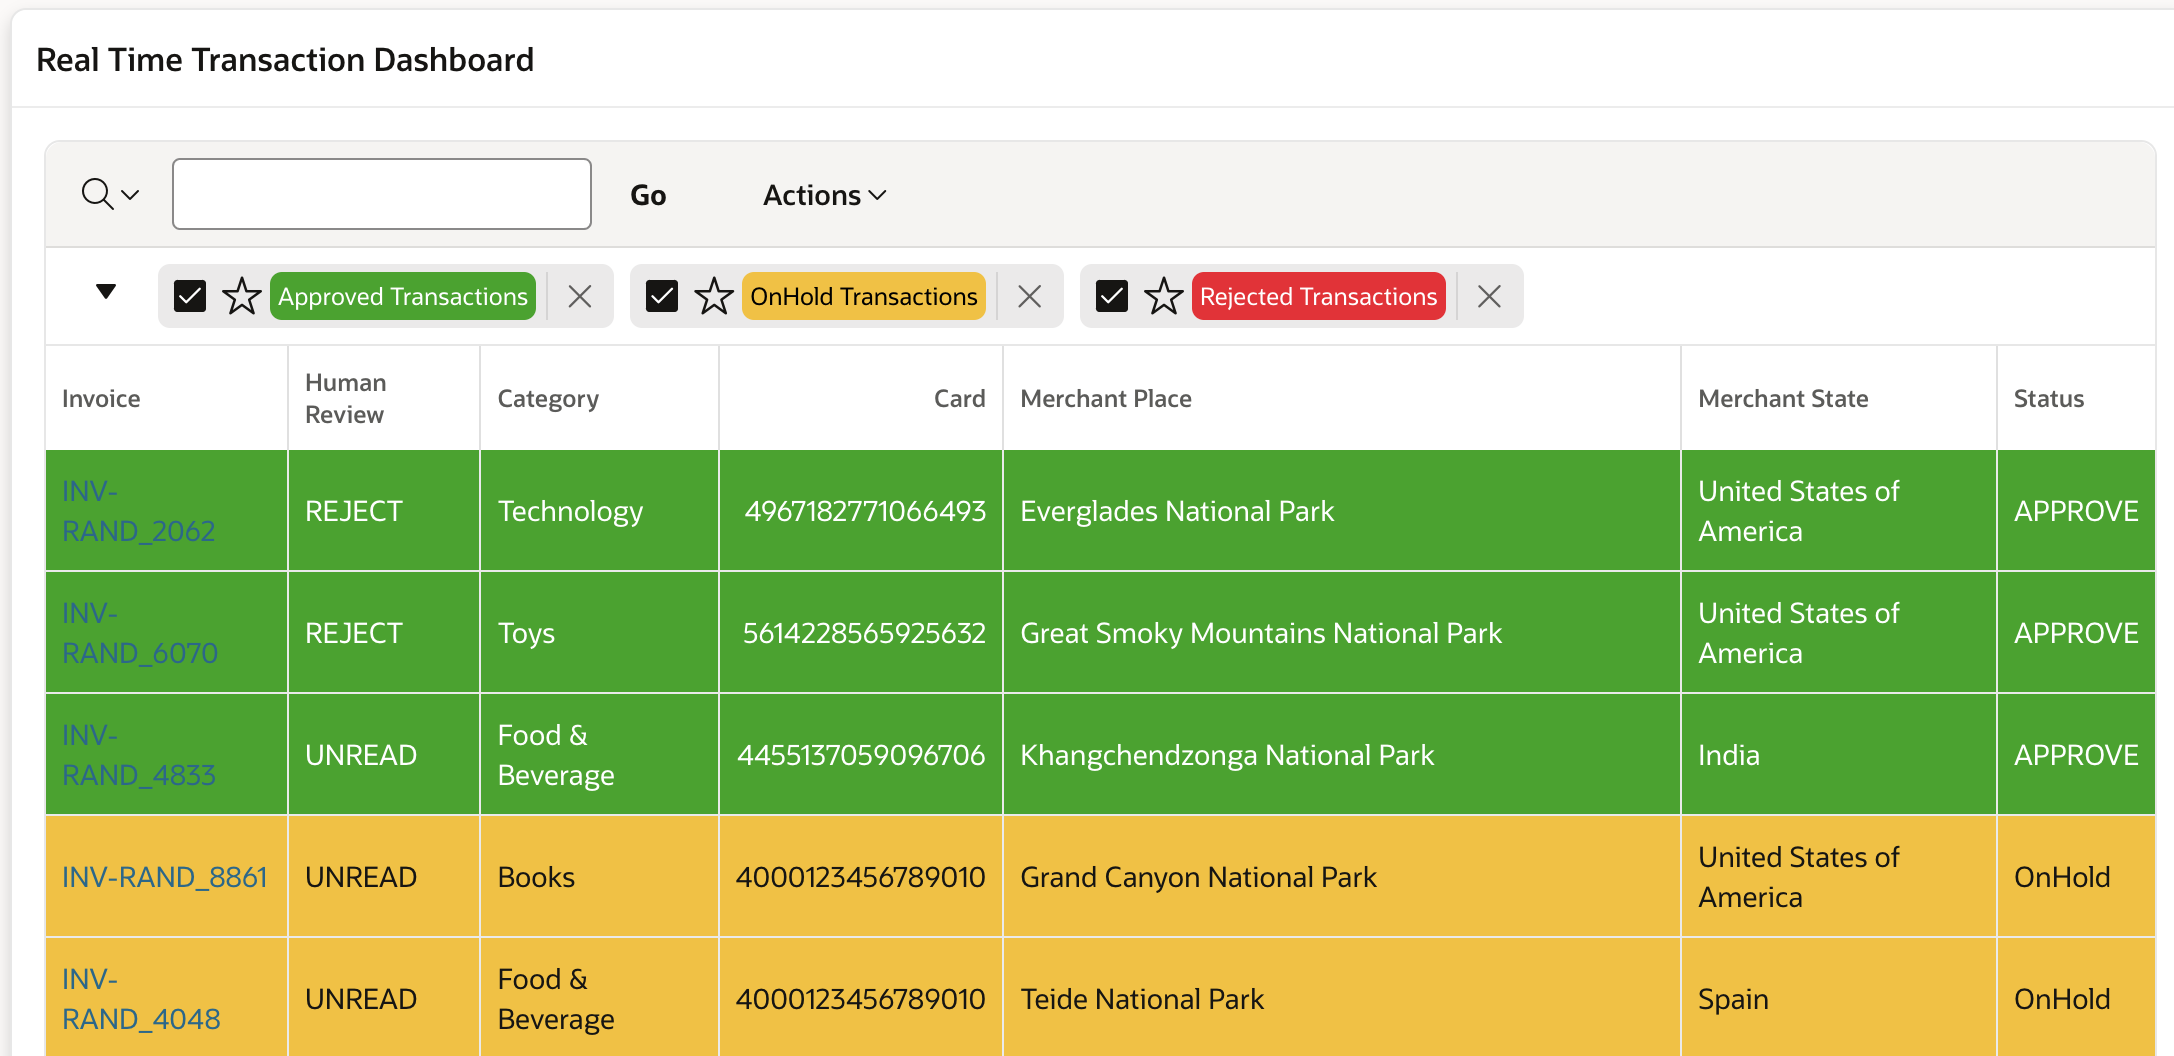 Real Time Transaction Dashboard
Go
Actions
Approved Transactions
OnHold Transactions
Rejected Transactions
Invoice
Human
Review
Category
Card
Merchant Place
Merchant State
Status
INV-
RAND_2062
REJECT
Technology
4967182771066493
Everglades National Park
United States of
America
APPROVE
INV-
RAND_6070
REJECT
Toys
5614228565925632
Great Smoky Mountains National Park
United States of
America
APPROVE
INV-
RAND_4833
UNREAD
Food &
Beverage
4455137059096706
Khangchendzonga National Park
India
APPROVE
INV-RAND_8861
UNREAD
Books
4000123456789010
Grand Canyon National Park
United States of
America
OnHold
INV-
RAND_4048
UNREAD
Food &
Beverage
4000123456789010
Teide National Park
Spain
OnHold